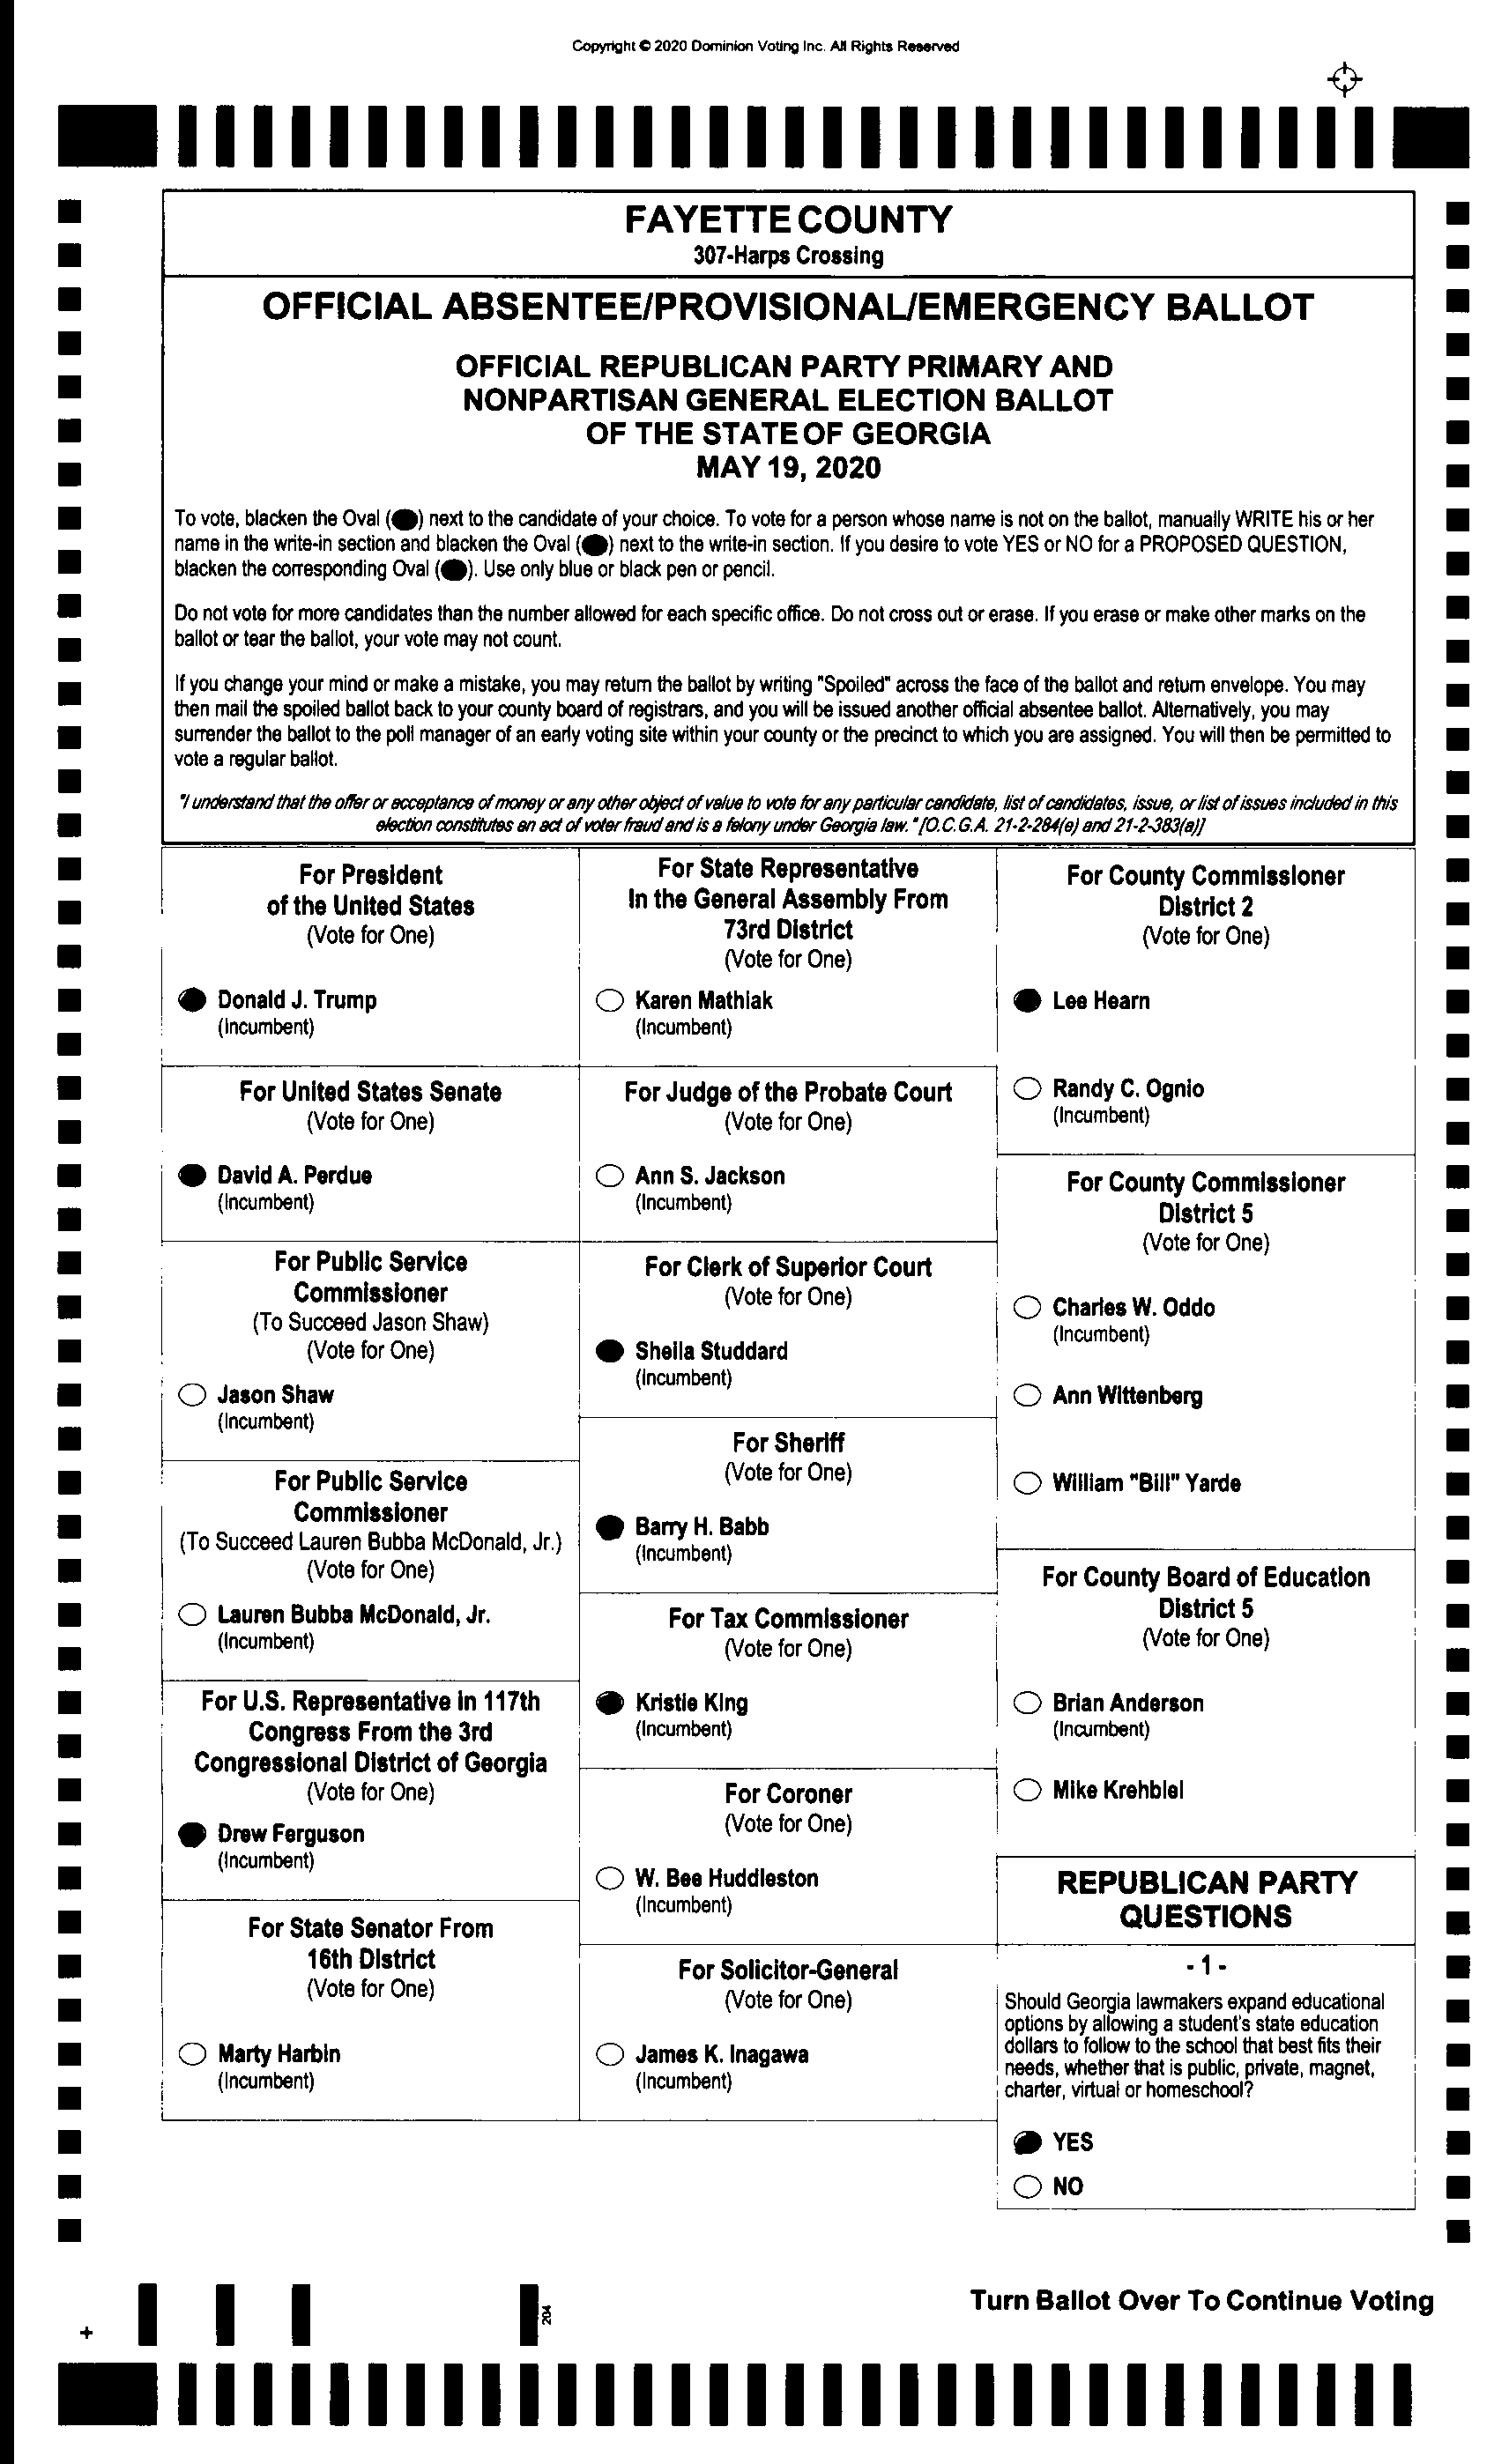 Copyright © 2020 Dominion Voting Inc. All Rights Reserved
FAYETTE COUNTY
307-Harps Crossing
OFFICIAL ABSENTEE/PROVISIONAL/EMERGENCY BALLOT
OFFICIAL REPUBLICAN PARTY PRIMARY AND
NONPARTISAN GENERAL ELECTION BALLOT
OF THE STATE OF GEORGIA
MAY 19, 2020
To vote, blacken the Oval ( ) next to the candidate of your choice. To vote for a person whose name is not on the ballot, manually WRITE his or her
name in the write-in section and blacken the Oval ( ) next to the write-in section. If you desire to vote YES or NO for a PROPOSED QUESTION,
blacken the corresponding Oval ( ). Use only blue or black pen or pencil.
Do not vote for more candidates than the number allowed for each specific office. Do not cross out or erase. If you erase or make other marks on the
ballot or tear the ballot, your vote may not count.
If you change your mind or make a mistake, you may return the ballot by writing "Spoiled" across the face of the ballot and return envelope. You may
then mail the spoiled ballot back to your county board of registrars, and you will be issued another official absentee ballot. Alternatively, you may
surrender the ballot to the poll manager of an early voting site within your county or the precinct to which you are assigned. You will then be permitted to
vote a regular ballot.
"I understand that the offer or acceptance of money or any other object of value to vote for any particular candidate, list of candidates, issue, or list of issues included in this
election constitutes an act of voter fraud and is a felony under Georgia law." [O.C.G.A. 21-2-284(e) and 21-2-383(a)]
For President
of the United States
(Vote for One)
Donald J. Trump
(Incumbent)
For United States Senate
(Vote for One)
David A. Perdue
(Incumbent)
For Public Service
Commissioner
(To Succeed Jason Shaw)
(Vote for One)
Jason Shaw
(Incumbent)
For Public Service
Commissioner
(To Succeed Lauren Bubba McDonald, Jr.)
(Vote for One)
Lauren Bubba McDonald, Jr.
(Incumbent)
For U.S. Representative in 117th
Congress From the 3rd
Congressional District of Georgia
(Vote for One)
Drew Ferguson
(Incumbent)
For State Senator From
16th District
(Vote for One)
Marty Harbin
(Incumbent)
For State Representative
In the General Assembly From
73rd District
(Vote for One)
Karen Mathiak
(Incumbent)
For Judge of the Probate Court
(Vote for One)
Ann S. Jackson
(Incumbent)
For Clerk of Superior Court
(Vote for One)
Sheila Studdard
(Incumbent)
For Sheriff
(Vote for One)
Barry H. Babb
(Incumbent)
For Tax Commissioner
(Vote for One)
Kristie King
(Incumbent)
For Coroner
(Vote for One)
W. Bee Huddleston
(Incumbent)
For Solicitor-General
(Vote for One)
James K. Inagawa
(Incumbent)
For County Commissioner
District 2
(Vote for One)
Lee Hearn
Randy C. Ognio
(Incumbent)
For County Commissioner
District 5
(Vote for One)
Charles W. Oddo
(Incumbent)
Ann Wittenberg
William "Bill" Yarde
For County Board of Education
District 5
(Vote for One)
Brian Anderson
(Incumbent)
Mike Krehbiel
REPUBLICAN PARTY
QUESTIONS
- 1 -
Should Georgia lawmakers expand educational
options by allowing a student's state education
dollars to follow to the school that best fits their
needs, whether that is public, private, magnet,
charter, virtual or homeschool?
YES
NO
204
Turn Ballot Over To Continue Voting